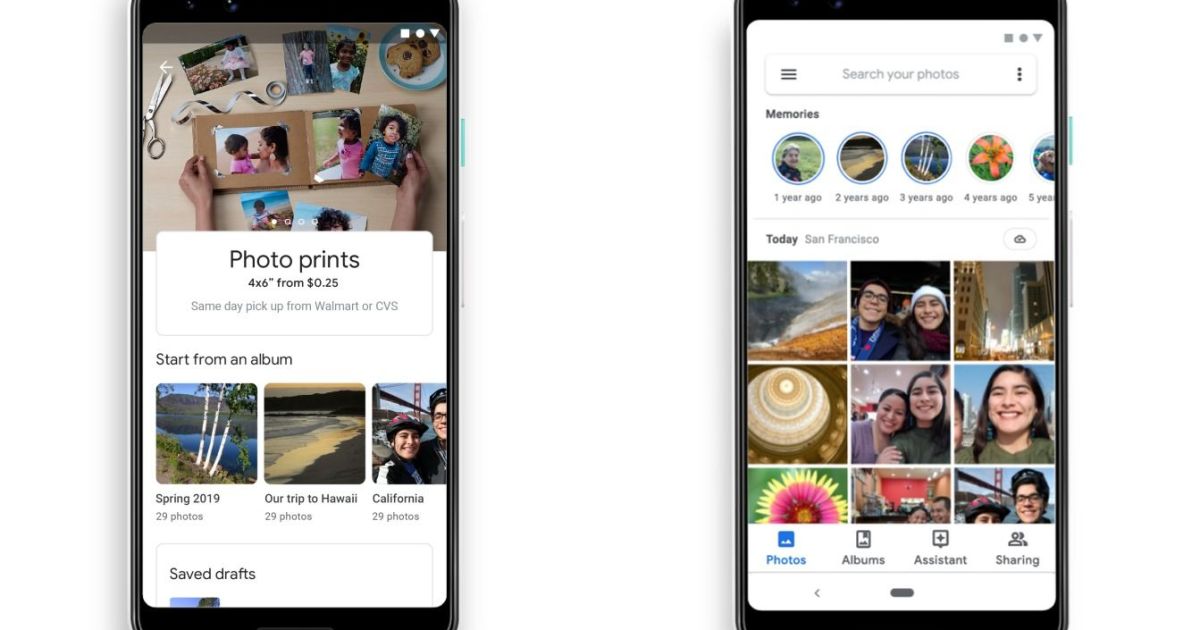 Photo prints
4x6” from $0.25
Same day pick up from Walmart or CVS
Start from an album
Spring 2019
29 photos
Our trip to Hawaii
29 photos
California
29 photos
Saved drafts
Search your photos
Memories
1 year ago
2 years ago
3 years ago
4 years ago
5 yea
Today San Francisco
Photos
Albums
Assistant
Sharing